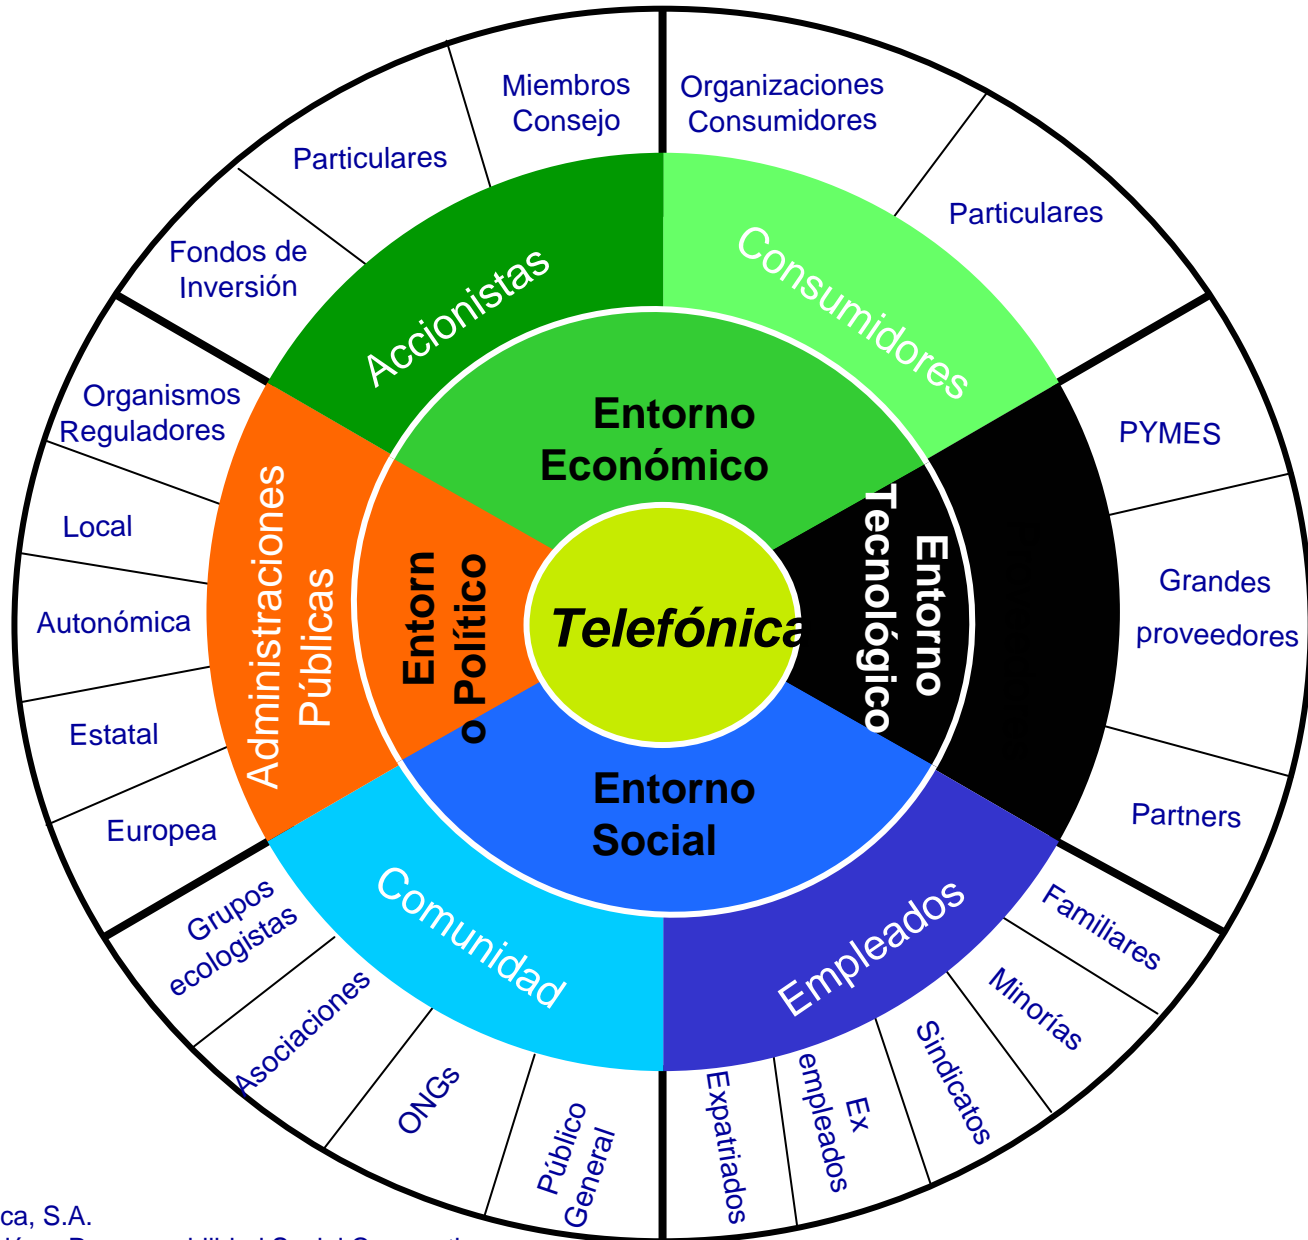 Miembros
Consejo
Organizaciones
Consumidores
Particulares
Particulares
Fondos de
Inversión
Accionistas
Consumidores
Organismos
Reguladores
Entorno
Económico
PYMES
Local
Autonómica
Estatal
Europea
Administraciones
Públicas
Entorn
o Político
Telefónica
Entorno
Tecnológico
Grandes
proveedores
Partners
Entorno
Social
Comunidad
Empleados
Grupos
ecologistas
Asociaciones
ONGs
Público
General
Expatriados
Ex
empleados
Sindicatos
Minorías
Familiares
ca, S.A.